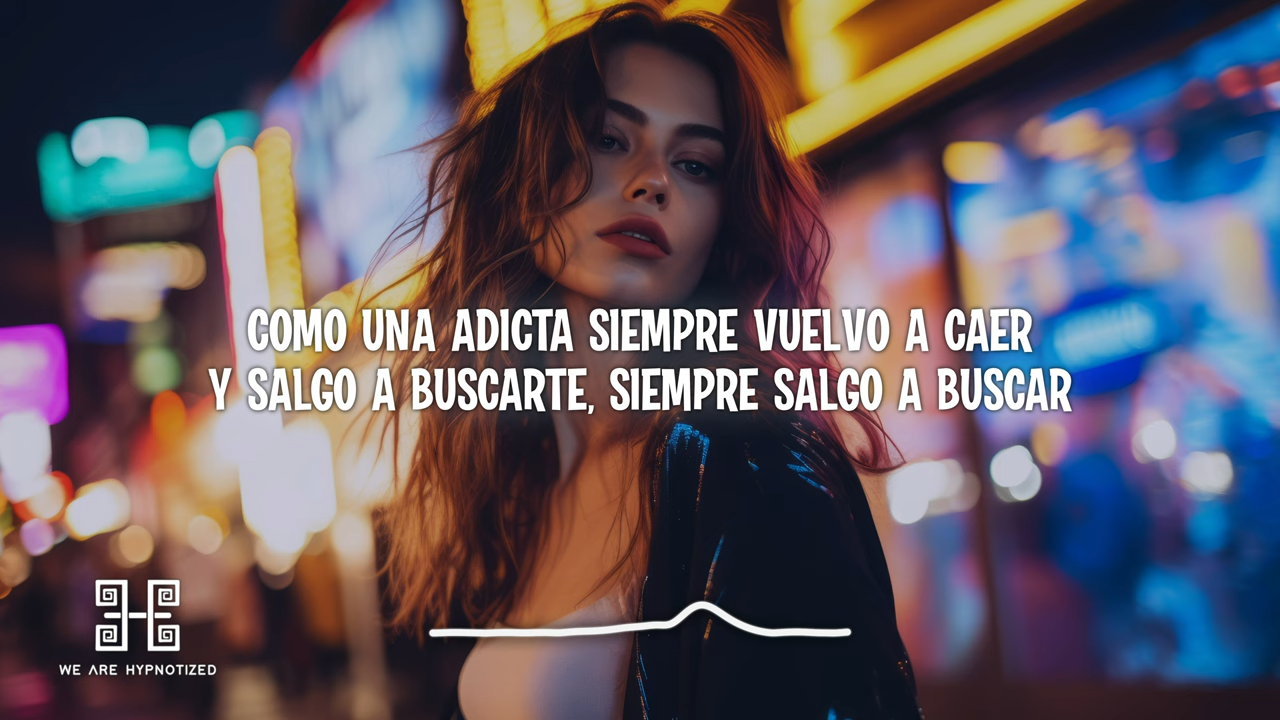 COMO UNA ADICTA SIEMPRE VUELVO A CAER
Y SALGO A BUSCARTE, SIEMPRE SALGO A BUSCAR
WE ARE HYPNOTIZED